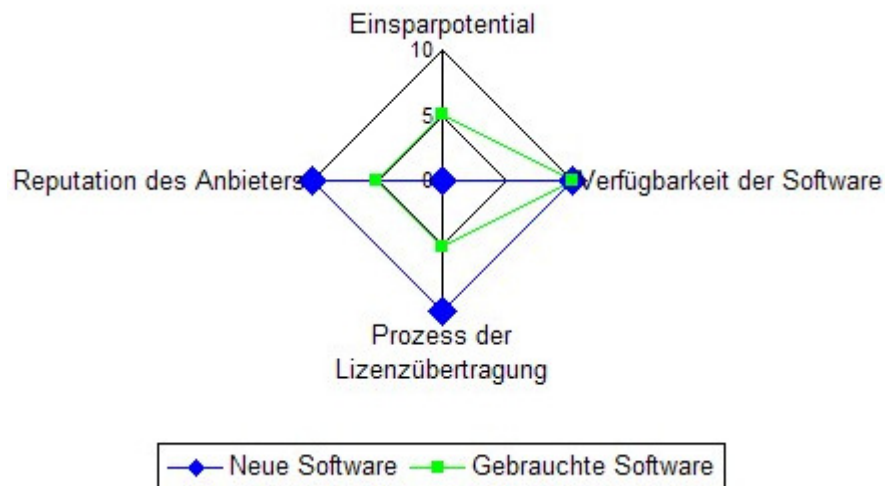 Einsparpotential
10
5
Reputation des Anbieters
0
Verfügbarkeit der Software
Prozess der
Lizenzübertragung
Neue Software
Gebrauchte Software